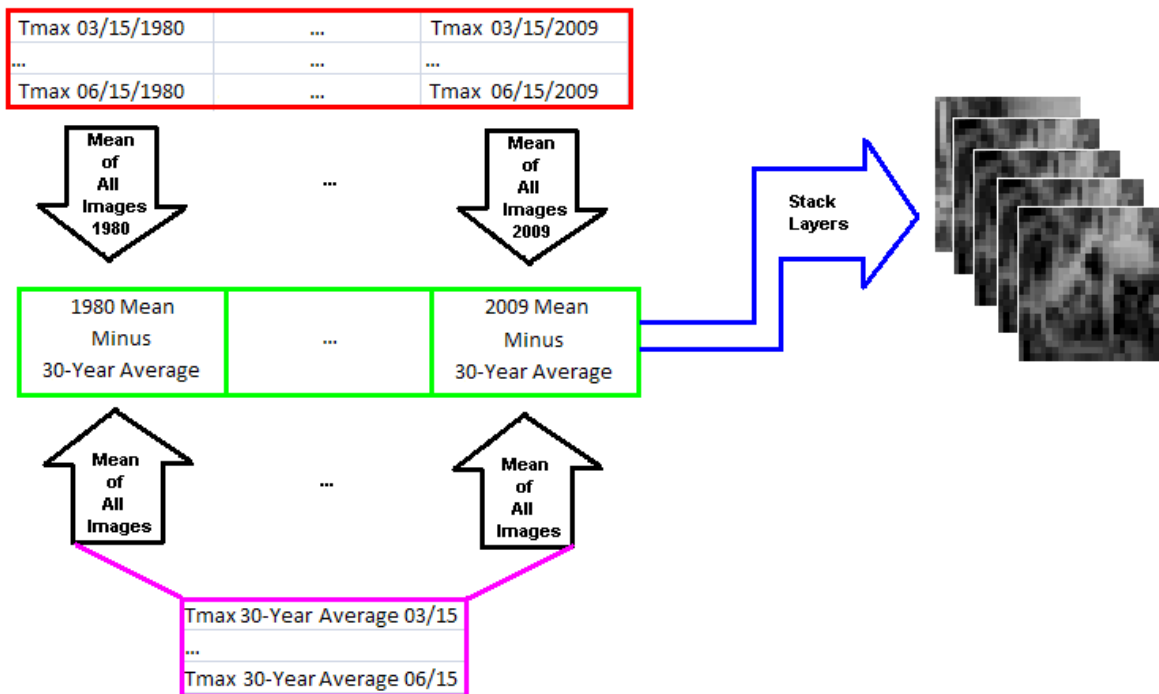 Tmax 03/15/1980 ... Tmax 03/15/2009
... ... ...
Tmax 06/15/1980 ... Tmax 06/15/2009
Mean
of
All
Images
1980
...
Mean
of
All
Images
2009
Stack
Layers
1980 Mean
Minus
30-Year Average
...
2009 Mean
Minus
30-Year Average
Mean
of
All
Images
...
Mean
of
All
Images
Tmax 30-Year Average 03/15
...
Tmax 30-Year Average 06/15